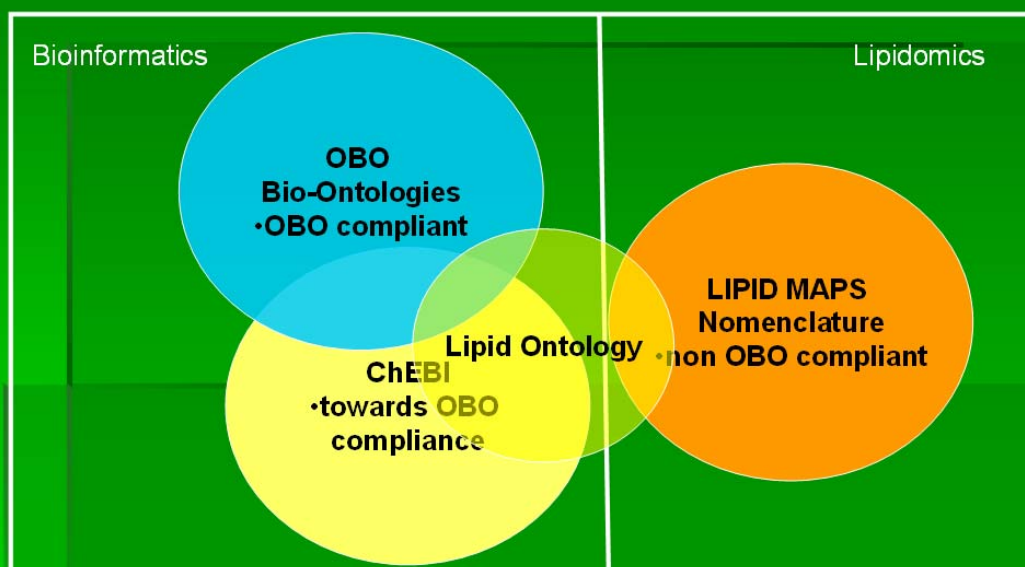 Bioinformatics
Lipidomics
OBO
Bio-Ontologies
•OBO compliant
Lipid Ontology
ChEBI
•towards OBO
compliance
LIPID MAPS
Nomenclature
•non OBO compliant